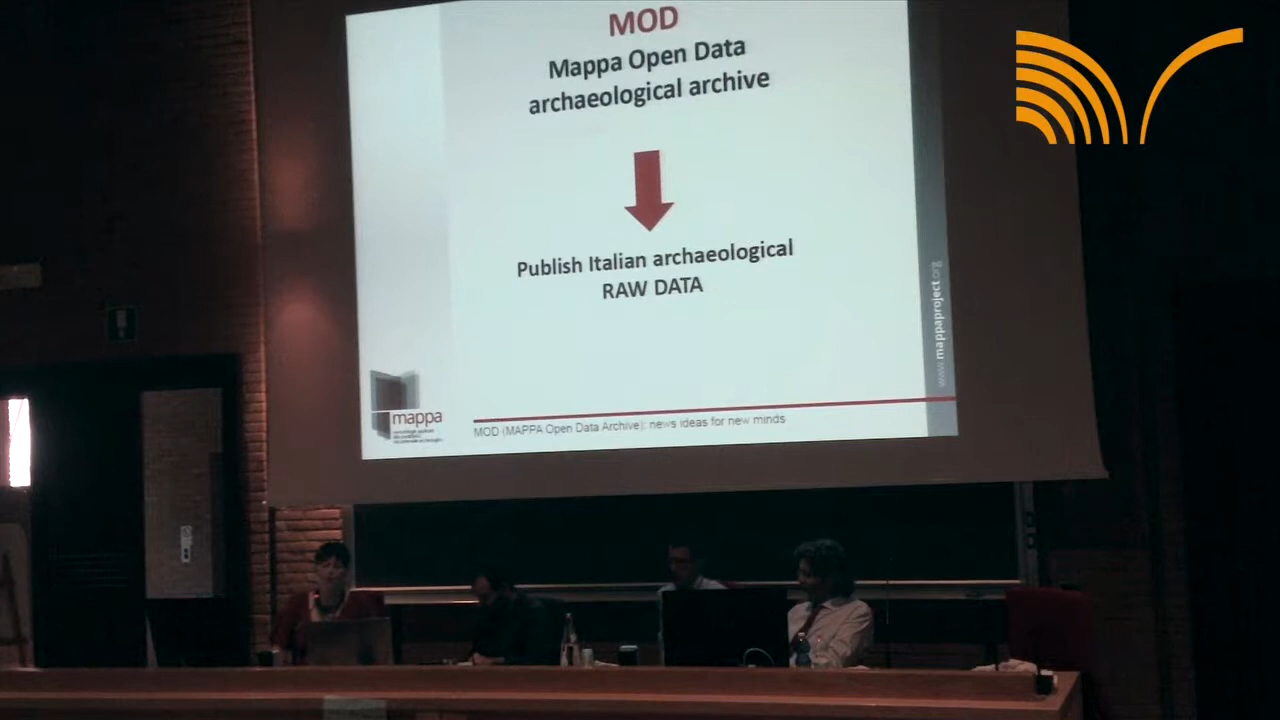 MOD
Mappa Open Data
archaeological archive
Publish Italian archaeological
RAW DATA
www.mappaproject.org
mappa
MOD (MAPPA Open Data Archive): news ideas for new minds